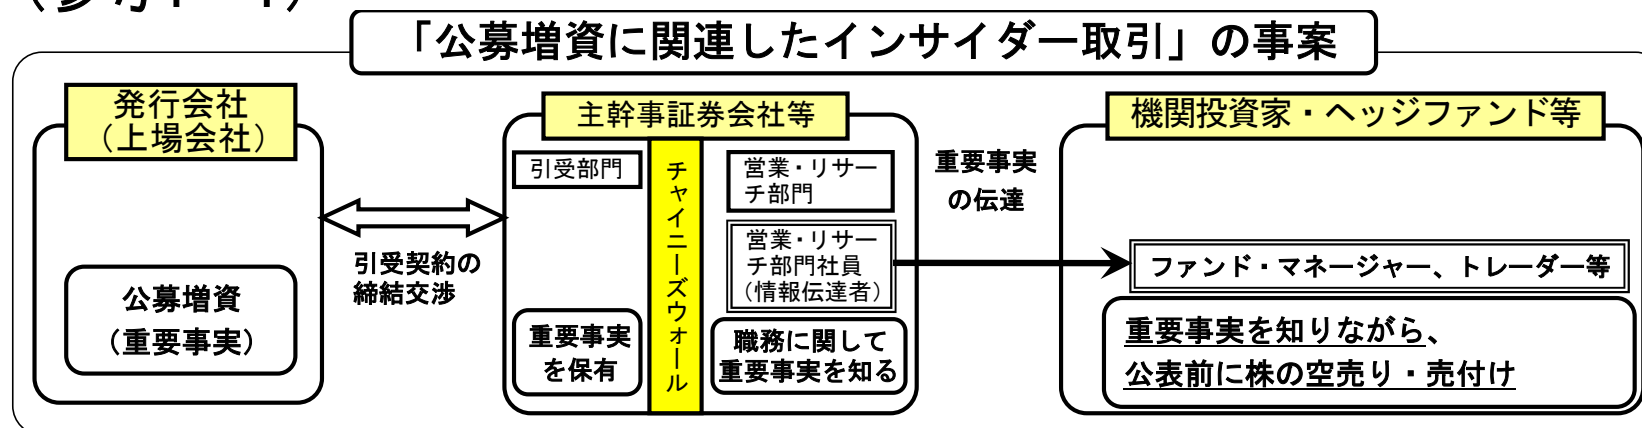 「公募増資に関連したインサイダー取引」の事案
発行会社
（上場会社）
公募増資
（重要事実）
引受契約の
締結交渉
主幹事証券会社等
引受部門
重要事実
を保有
チャイニーズウォール
営業・リサー
チ部門
営業・リサー
チ部門社員
（情報伝達者）
職務に関して
重要事実を知る
重要事実
の伝達
機関投資家・ヘッジファンド等
ファンド・マネージャー、トレーダー等
重要事実を知りながら、
公表前に株の空売り・売付け